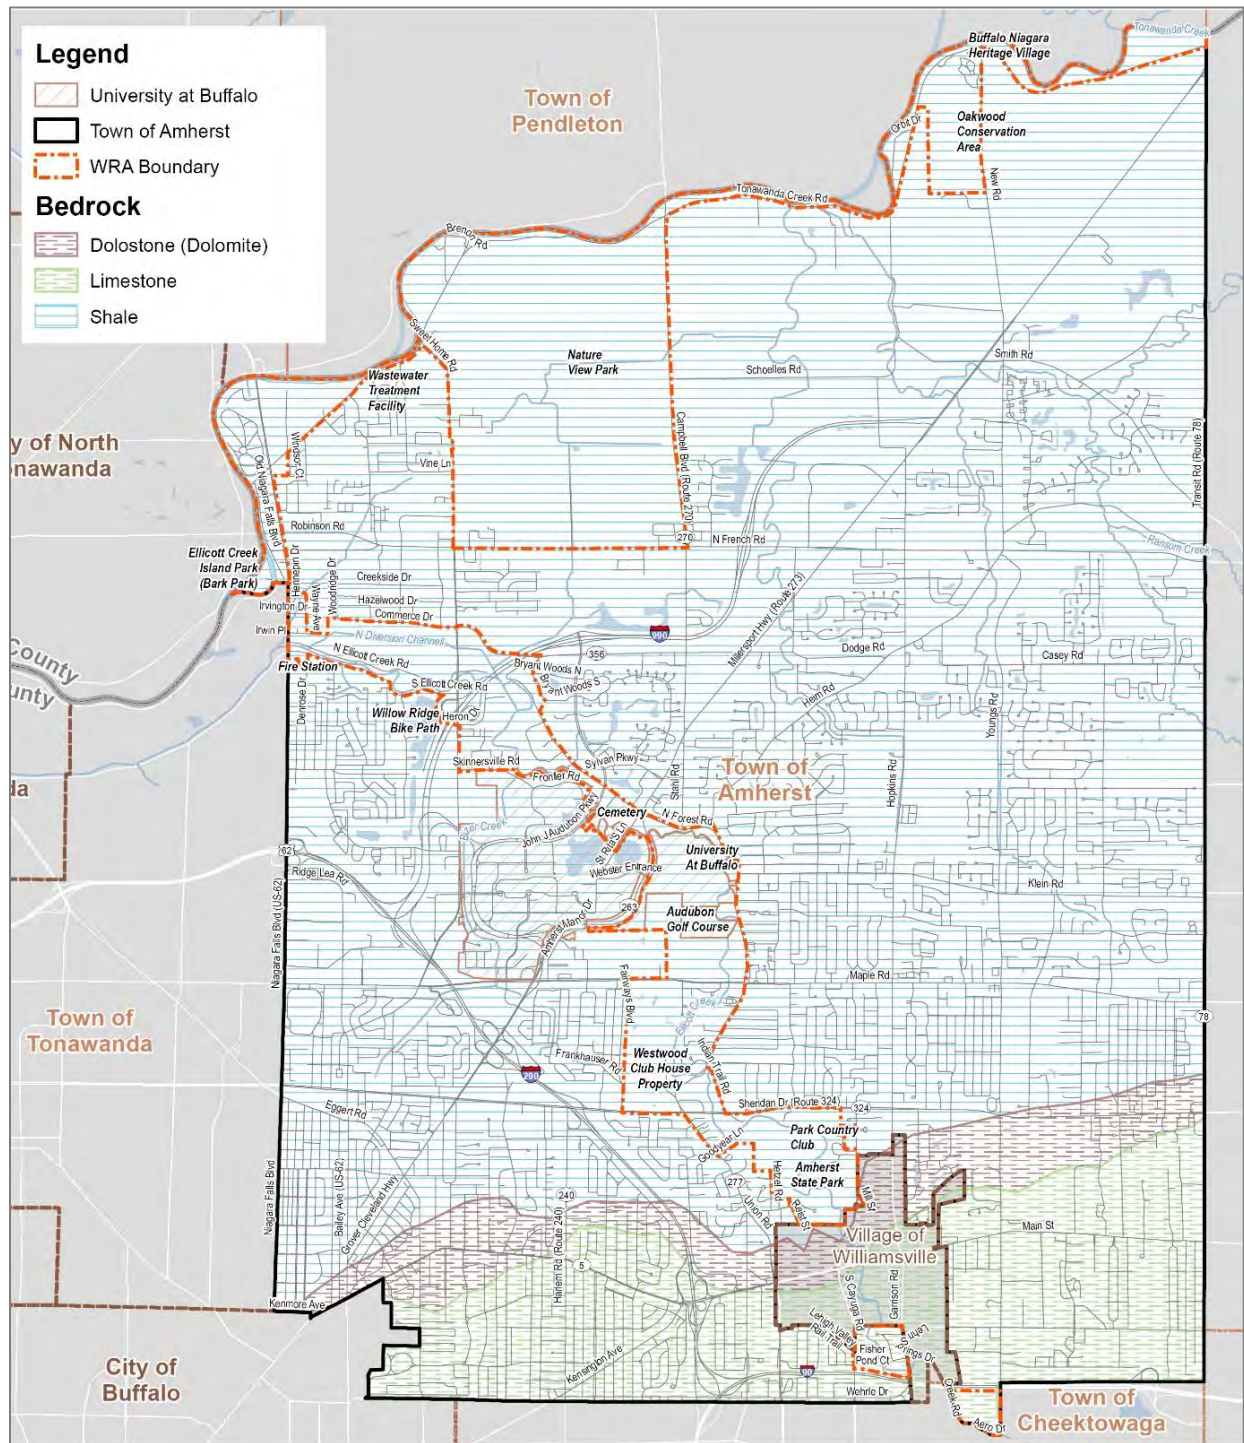 Legend
University at Buffalo
Town of Amherst
WRA Boundary
Bedrock
Dolostone (Dolomite)
Limestone
Shale
Tonawanda Creek
Buffalo Niagara
Heritage Village
Town of
Pendleton
Orbit Dr
Oakwood
Conservation
Area
New Rd
Tonawanda Creek Rd
Brenon Rd
Sweet Home Rd
Nature
View Park
Smith Rd
Schoelles Rd
Wastewater
Treatment
Facility
Campbell Blvd (Route 270)
Transit Rd (Route 78)
y of North
onawanda
Windsor Ct
Old Niagara Falls Blvd
Vine Ln
Robinson Rd
270
N French Rd
Ransom Creek
Ellicott Creek
Island Park
(Bark Park)
Hennepin Dr
Wayne Ave
Woodridge Dr
Creekside Dr
Hazelwood Dr
Irvington Dr
Commerce Dr
Millersport Hwy (Route 273)
Irwin Pl
N Diversion Channell
990
County
unty
N Ellicott Creek Rd
356
Dodge Rd
Casey Rd
Fire Station
Bryant Woods N
Bryant Woods S
S Ellicott Creek Rd
Denrose Dr
Heim Rd
Youngs Rd
Willow Ridge
Bike Path
Heron Ct
Skinnersville Rd
Sylvan Pkwy
Frontier Rd
Stahl Rd
Town of
Amherst
Hopkins Rd
da
John J Audubon Pkwy
Cemetery
N Forest Rd
St Rita'S Ln
62
Ridge Lea Rd
University
At Buffalo
Webster Entrance
Klein Rd
Niagara Falls Blvd (US-62)
263
Amherst Manor Dr
Audubon
Golf Course
Maple Rd
Fairways Blvd
Ellicott Creek
Town of
Tonawanda
78
Frankhauser Rd
Westwood
Club House
Property
Indian Trail Rd
290
Sheridan Dr (Route 324)
324
Eggert Rd
Goodyear Ln
Park Country
Club
Amherst
State Park
Niagara Falls Blvd
Bailey Ave (US-62)
Grover Cleveland Hwy
277
Hetzel Rd
Mill St
240
Union Rd
Reist St
Main St
Harlem Rd (Route 240)
Village of
Williamsville
5
Kenmore Ave
S Cayuga Rd
Garrison Rd
Lehigh Valley
Rail Trail
Fisher
Pond Ct
Lehn Springs Dr
Kensington Ave
City of
Buffalo
90
Wehrle Dr
Creek Rd
Aero Dr
Town of
Cheektowaga